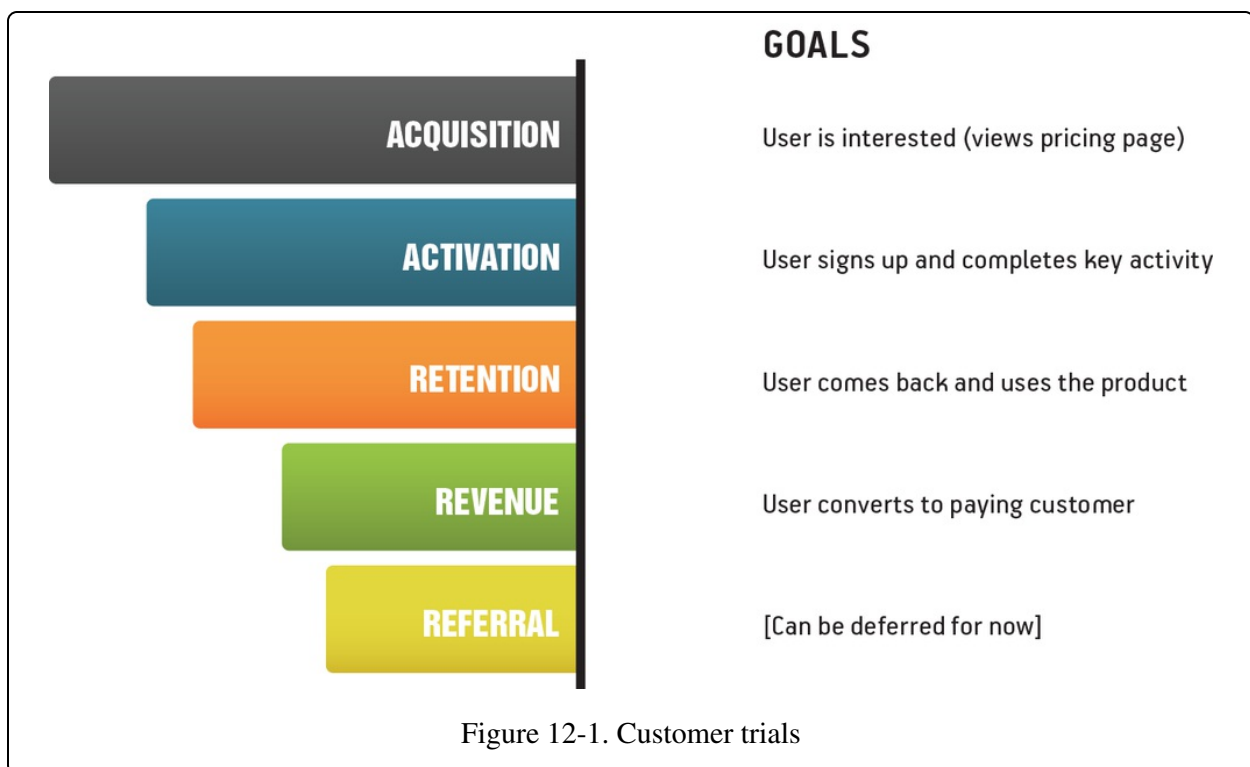 GOALS
ACQUISITION
User is interested (views pricing page)
ACTIVATION
User signs up and completes key activity
RETENTION
User comes back and uses the product
REVENUE
User converts to paying customer
REFERRAL
[Can be deferred for now]
Figure 12-1. Customer trials